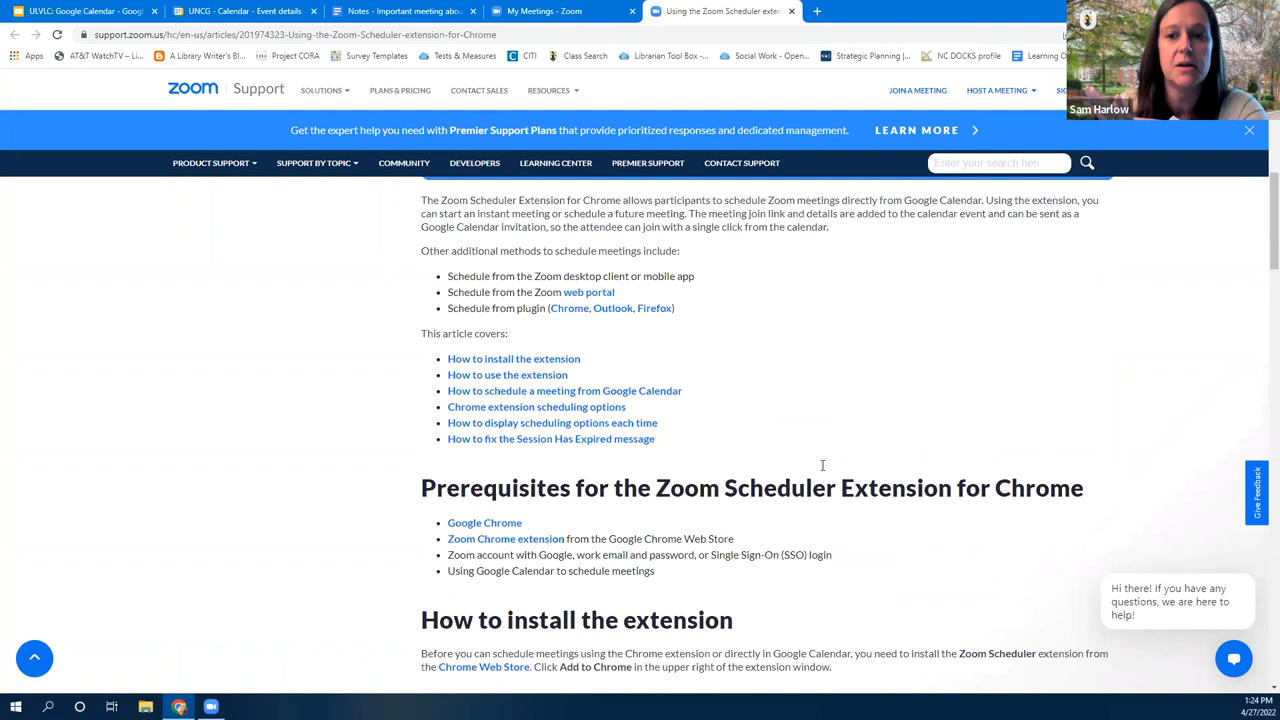 ULVLC: Google Calendar - Goog
UNCG - Calendar - Event details
Notes - Important meeting abou
My Meetings - Zoom
Using the Zoom Scheduler exten
support.zoom.us/hc/en-us/articles/201974323-Using-the-Zoom-Scheduler-extension-for-Chrome
Apps
AT&T WatchTV – L...
A Library Writer's Bl...
Project CORA
Survey Templates
Tests & Measures
CITI
Class Search
Librarian Tool Box -...
Social Work - Open...
Strategic Planning |...
NC DOCKS profile
Learning O
Sam Harlow
zoom Support
SOLUTIONS
PLANS & PRICING
CONTACT SALES
RESOURCES
JOIN A MEETING
HOST A MEETING
Get the expert help you need with Premier Support Plans that provide prioritized responses and dedicated management.
LEARN MORE
PRODUCT SUPPORT
SUPPORT BY TOPIC
COMMUNITY
DEVELOPERS
LEARNING CENTER
PREMIER SUPPORT
CONTACT SUPPORT
Enter your search here
The Zoom Scheduler Extension for Chrome allows participants to schedule Zoom meetings directly from Google Calendar. Using the extension, you
can start an instant meeting or schedule a future meeting. The meeting join link and details are added to the calendar event and can be sent as a
Google Calendar invitation, so the attendee can join with a single click from the calendar.
Other additional methods to schedule meetings include:
Schedule from the Zoom desktop client or mobile app
Schedule from the Zoom web portal
Schedule from plugin (Chrome, Outlook, Firefox)
This article covers:
How to install the extension
How to use the extension
How to schedule a meeting from Google Calendar
Chrome extension scheduling options
How to display scheduling options each time
How to fix the Session Has Expired message
Prerequisites for the Zoom Scheduler Extension for Chrome
Google Chrome
Zoom Chrome extension from the Google Chrome Web Store
Zoom account with Google, work email and password, or Single Sign-On (SSO) login
Using Google Calendar to schedule meetings
How to install the extension
Before you can schedule meetings using the Chrome extension or directly in Google Calendar, you need to install the Zoom Scheduler extension from
the Chrome Web Store. Click Add to Chrome in the upper right of the extension window.
Give Feedback
Hi there! If you have any
questions, we are here to
help!
1:24 PM
4/27/2022